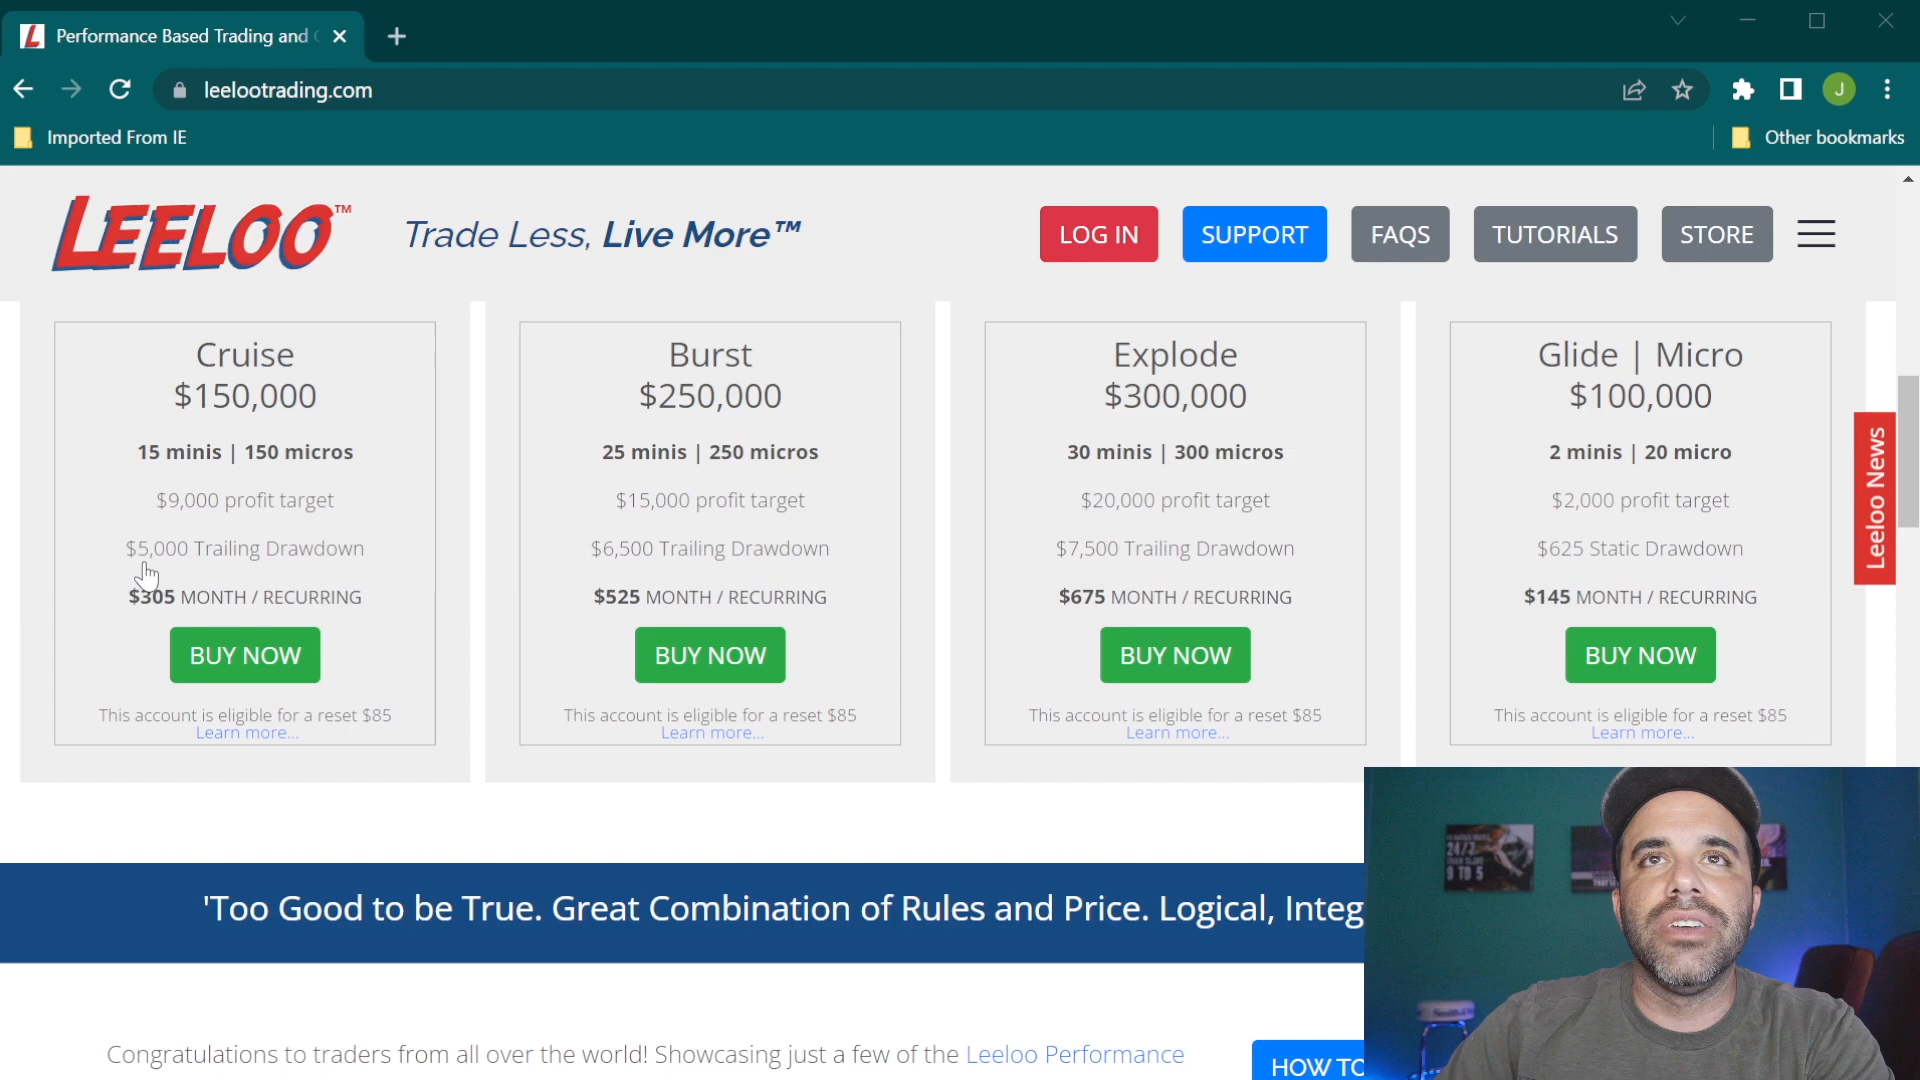 Performance Based Trading and
leelootrading.com
J
Imported From IE
Other bookmarks
LEELOO™
Trade Less, Live More™
LOG IN
SUPPORT
FAQS
TUTORIALS
STORE
Cruise
$150,000
15 minis | 150 micros
$9,000 profit target
$5,000 Trailing Drawdown
$305 MONTH / RECURRING
BUY NOW
This account is eligible for a reset $85
Learn more...
Burst
$250,000
25 minis | 250 micros
$15,000 profit target
$6,500 Trailing Drawdown
$525 MONTH / RECURRING
BUY NOW
This account is eligible for a reset $85
Learn more...
Explode
$300,000
30 minis | 300 micros
$20,000 profit target
$7,500 Trailing Drawdown
$675 MONTH / RECURRING
BUY NOW
This account is eligible for a reset $85
Learn more...
Glide | Micro
$100,000
2 minis | 20 micro
$2,000 profit target
$625 Static Drawdown
$145 MONTH / RECURRING
BUY NOW
This account is eligible for a reset $85
Learn more...
Leeloo News
'Too Good to be True. Great Combination of Rules and Price. Logical, Integ
Congratulations to traders from all over the world! Showcasing just a few of the Leeloo Performance
HOW TO
24/7
9 TO 5